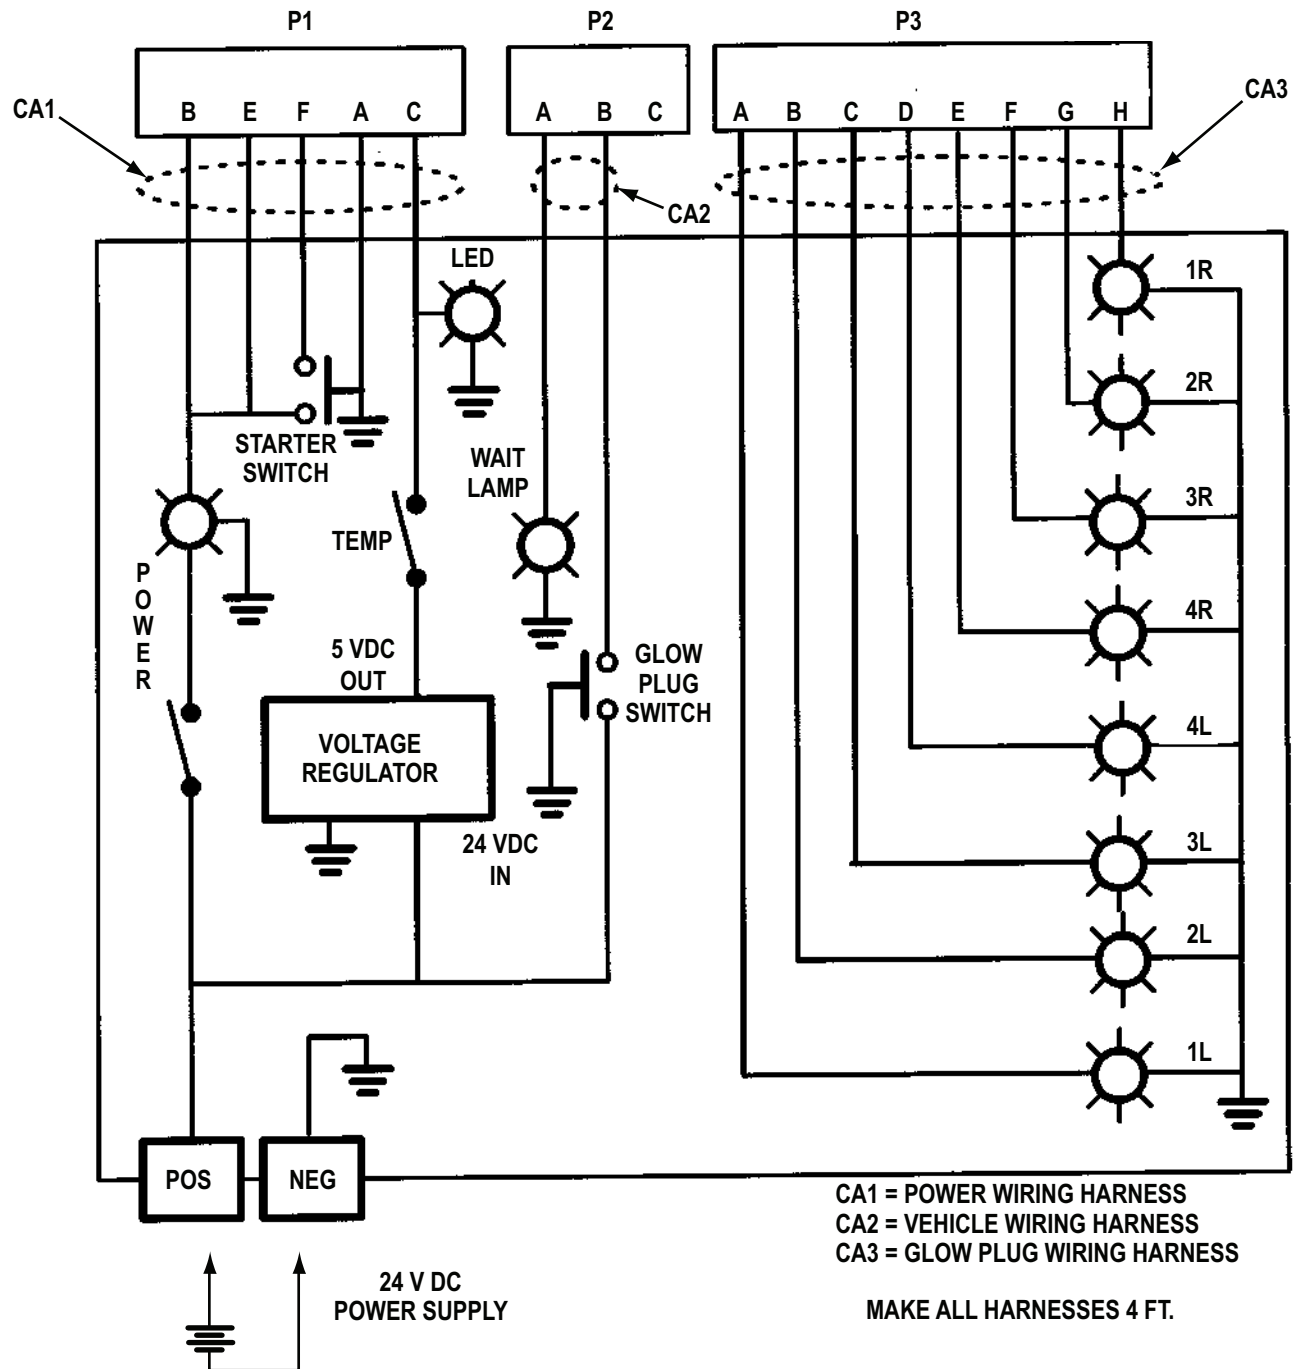 P1 P2 P3
CA1
CA3
B E F A C
A B C
A B C D E F G H
CA2
LED
1R
2R
STARTER
SWITCH
WAIT
LAMP
3R
TEMP
POWER
4R
5 VDC
OUT
GLOW
PLUG
SWITCH
4L
VOLTAGE
REGULATOR
24 VDC
IN
3L
2L
1L
POS
NEG
CA1 = POWER WIRING HARNESS
CA2 = VEHICLE WIRING HARNESS
CA3 = GLOW PLUG WIRING HARNESS
24 V DC
POWER SUPPLY
MAKE ALL HARNESSES 4 FT.